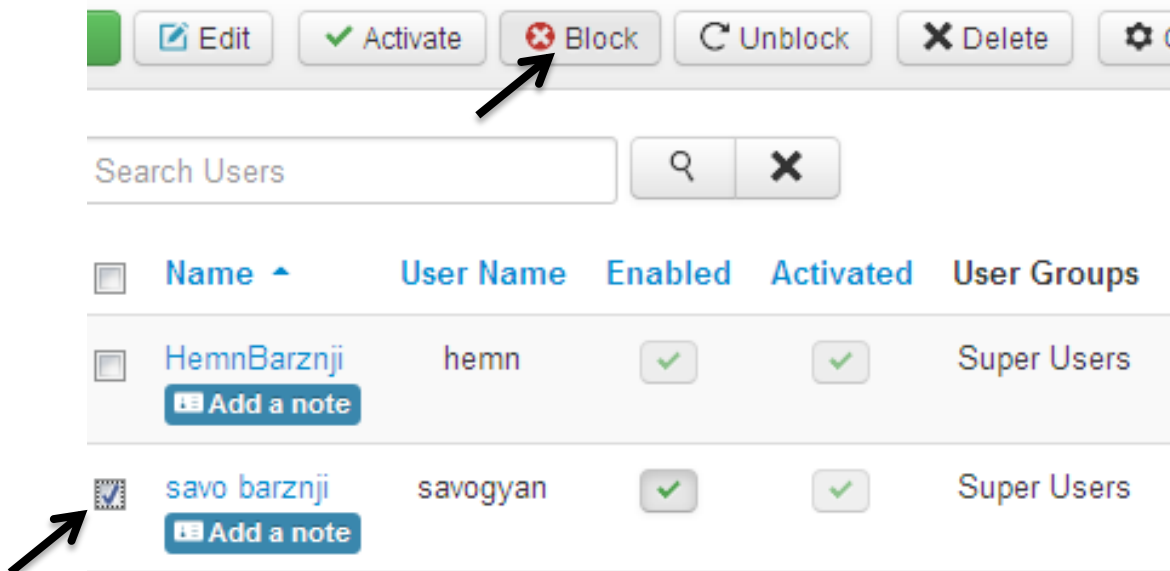 Edit Activate Block Unblock Delete
Search Users
Name User Name Enabled Activated User Groups
HemnBarznji hemn Super Users
Add a note
savo barznji savogyan Super Users
Add a note